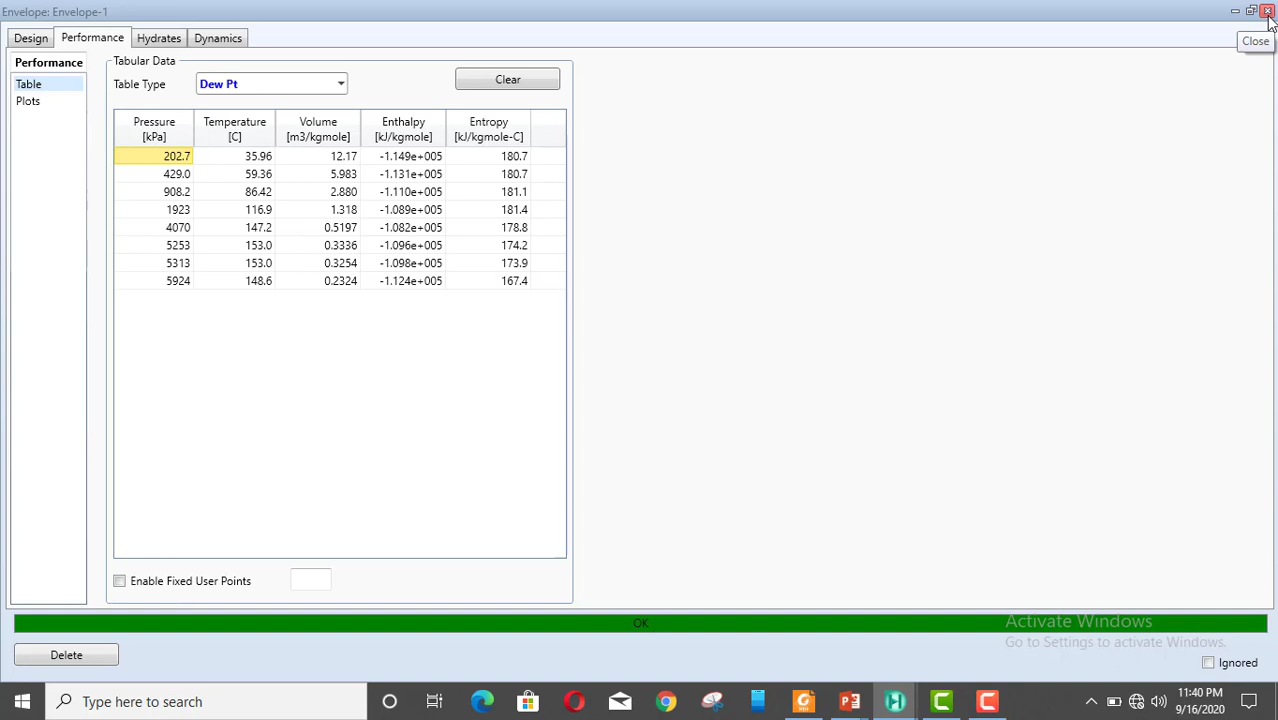 Envelope: Envelope-1
Close
Design Performance Hydrates Dynamics
Performance
Table
Plots
Tabular Data
Table Type Dew Pt Clear
Pressure Temperature Volume Enthalpy Entropy
[kPa] [C] [m3/kgmole] [kJ/kgmole] [kJ/kgmole-C]
202.7 35.96 12.17 -1.149e+005 180.7
429.0 59.36 5.983 -1.131e+005 180.7
908.2 86.42 2.880 -1.110e+005 181.1
1923 116.9 1.318 -1.089e+005 181.4
4070 147.2 0.5197 -1.082e+005 178.8
5253 153.0 0.3336 -1.096e+005 174.2
5313 153.0 0.3254 -1.098e+005 173.9
5924 148.6 0.2324 -1.124e+005 167.4
Enable Fixed User Points
OK
Activate Windows
Go to Settings to activate Windows.
Delete
Ignored
Type here to search
11:40 PM
9/16/2020